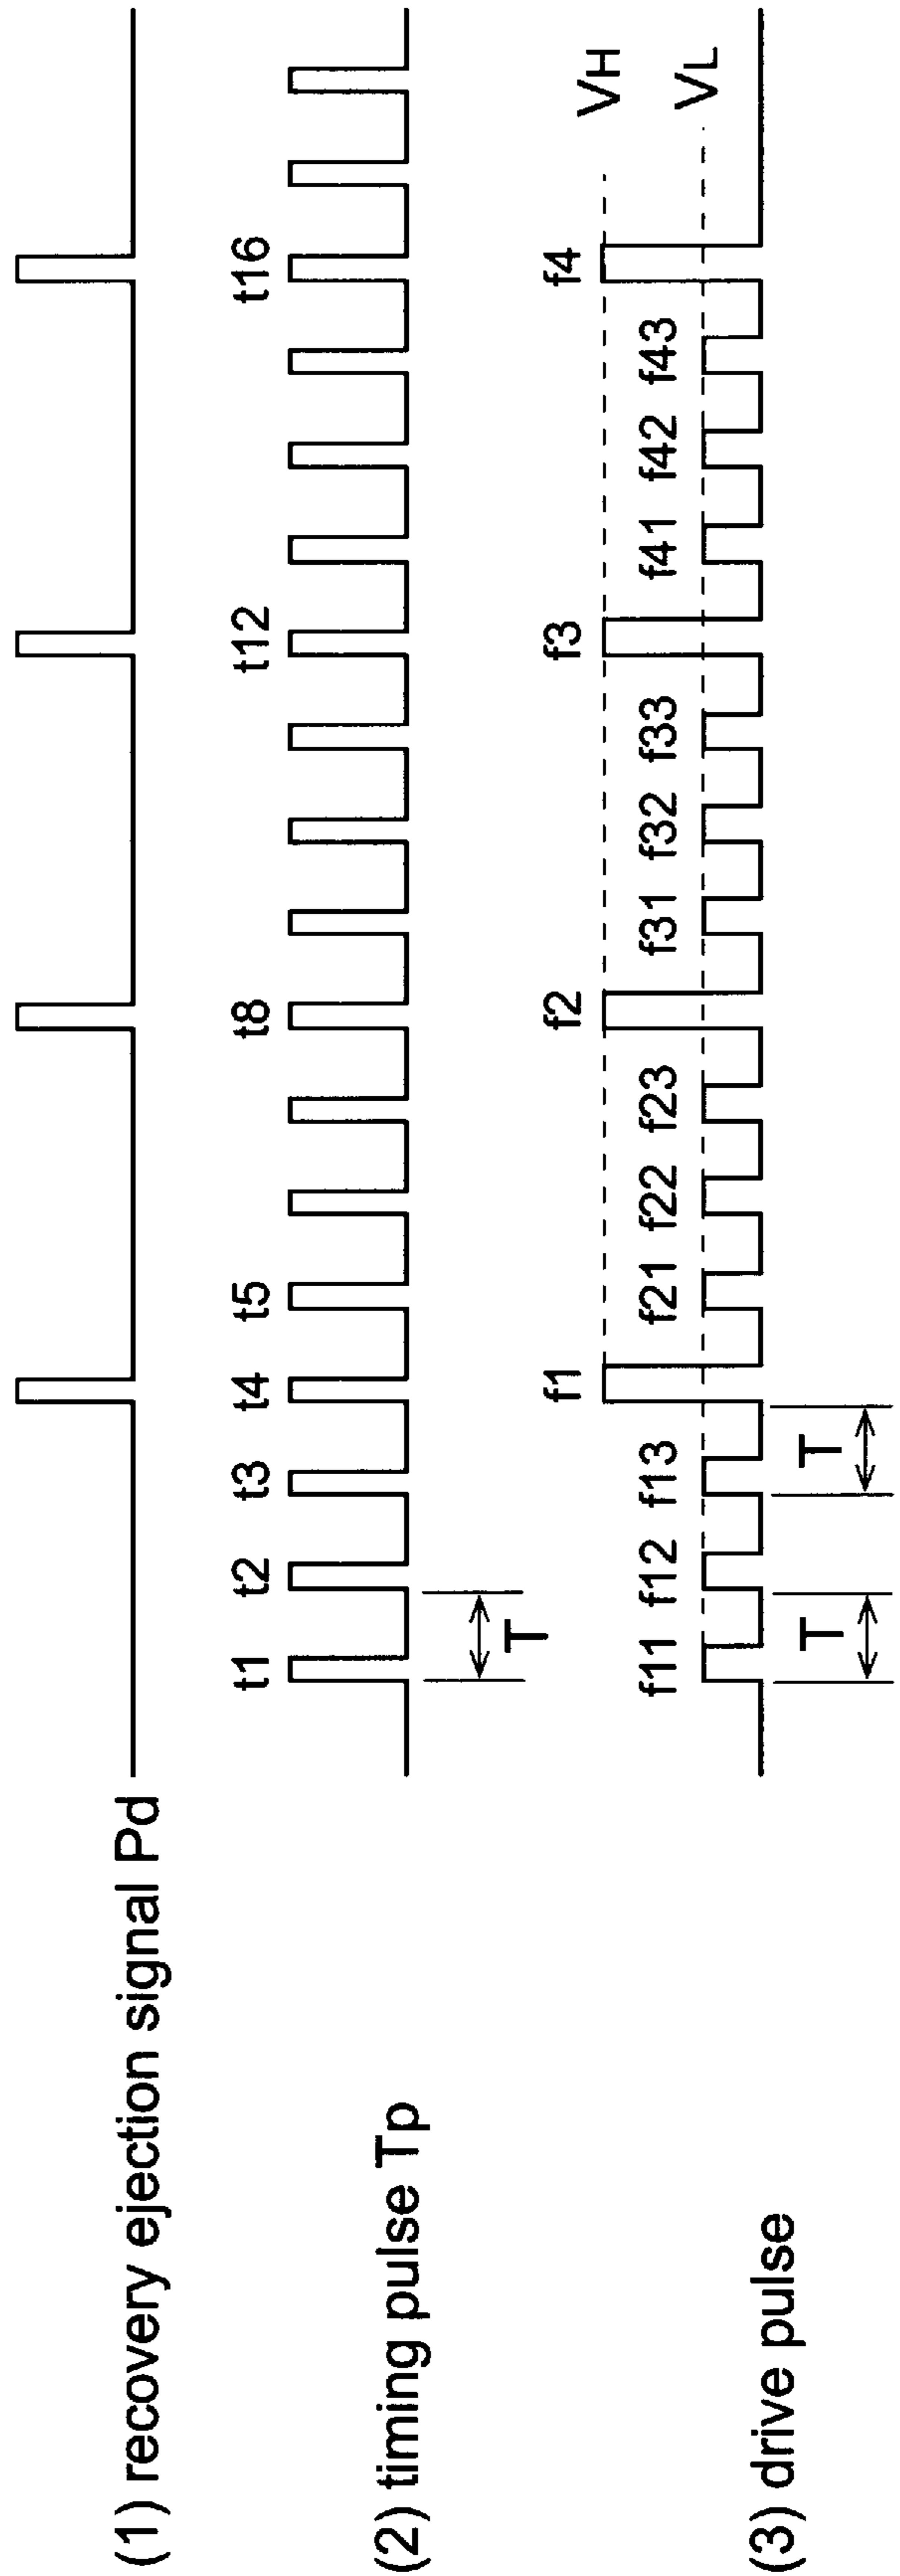 (1) recovery ejection signal Pd
(2) timing pulse Tp
t1 t2 t3 t4 t5 t8 t12 t16
T
(3) drive pulse
f1 f2 f3 f4 VH
f11 f12 f13 f21 f22 f23 f31 f32 f33 f41 f42 f43 VL
T T